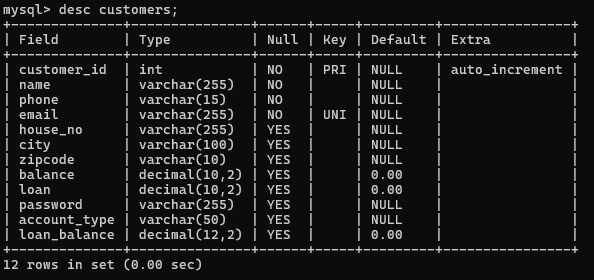 mysql> desc customers;
+--------------+---------------+------+-----+---------+----------------+
| Field        | Type          | Null | Key | Default | Extra          |
+--------------+---------------+------+-----+---------+----------------+
| customer_id  | int           | NO   | PRI | NULL    | auto_increment |
| name         | varchar(255)  | NO   |     | NULL    |                |
| phone        | varchar(15)   | NO   |     | NULL    |                |
| email        | varchar(255)  | NO   | UNI | NULL    |                |
| house_no     | varchar(255)  | YES  |     | NULL    |                |
| city         | varchar(100)  | YES  |     | NULL    |                |
| zipcode      | varchar(10)   | YES  |     | NULL    |                |
| balance      | decimal(10,2) | YES  |     | 0.00    |                |
| loan         | decimal(10,2) | YES  |     | 0.00    |                |
| password     | varchar(255)  | YES  |     | NULL    |                |
| account_type | varchar(50)   | YES  |     | NULL    |                |
| loan_balance | decimal(12,2) | YES  |     | 0.00    |                |
+--------------+---------------+------+-----+---------+----------------+
12 rows in set (0.00 sec)